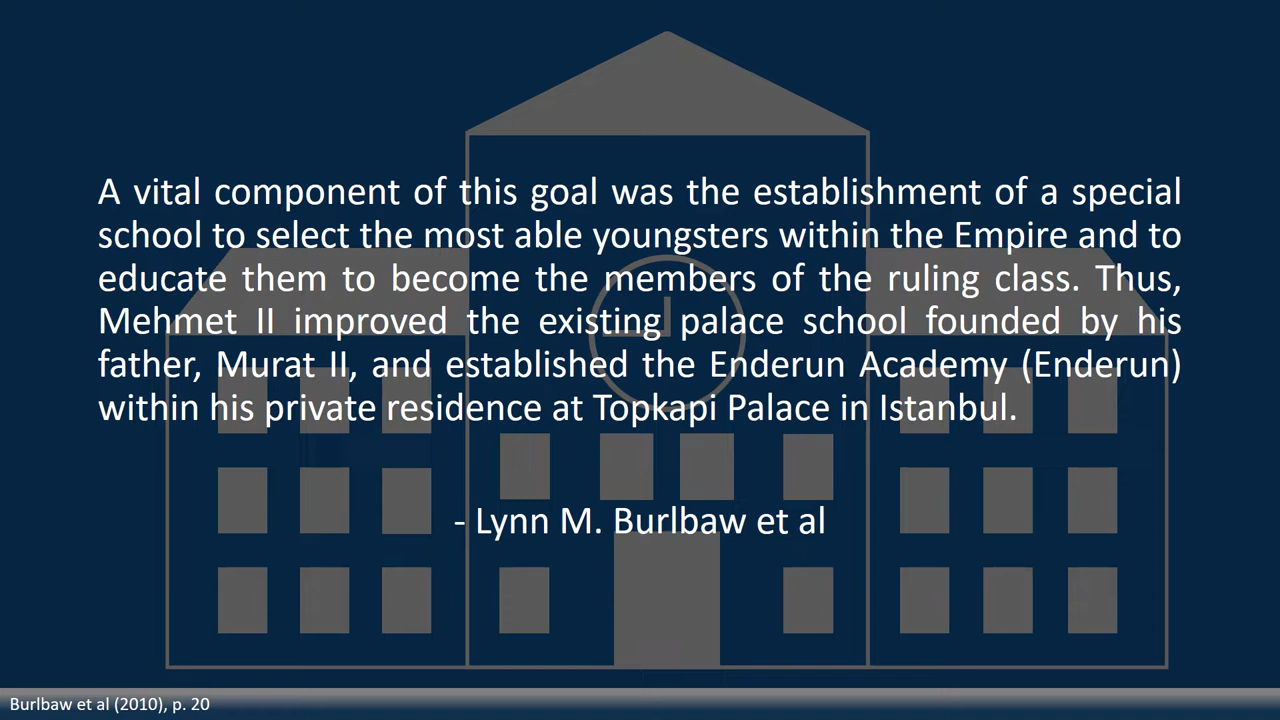 A vital component of this goal was the establishment of a special
school to select the most able youngsters within the Empire and to
educate them to become the members of the ruling class. Thus,
Mehmet II improved the existing palace school founded by his
father, Murat II, and established the Enderun Academy (Enderun)
within his private residence at Topkapi Palace in Istanbul.
- Lynn M. Burlbaw et al
Burlbaw et al (2010), p. 20